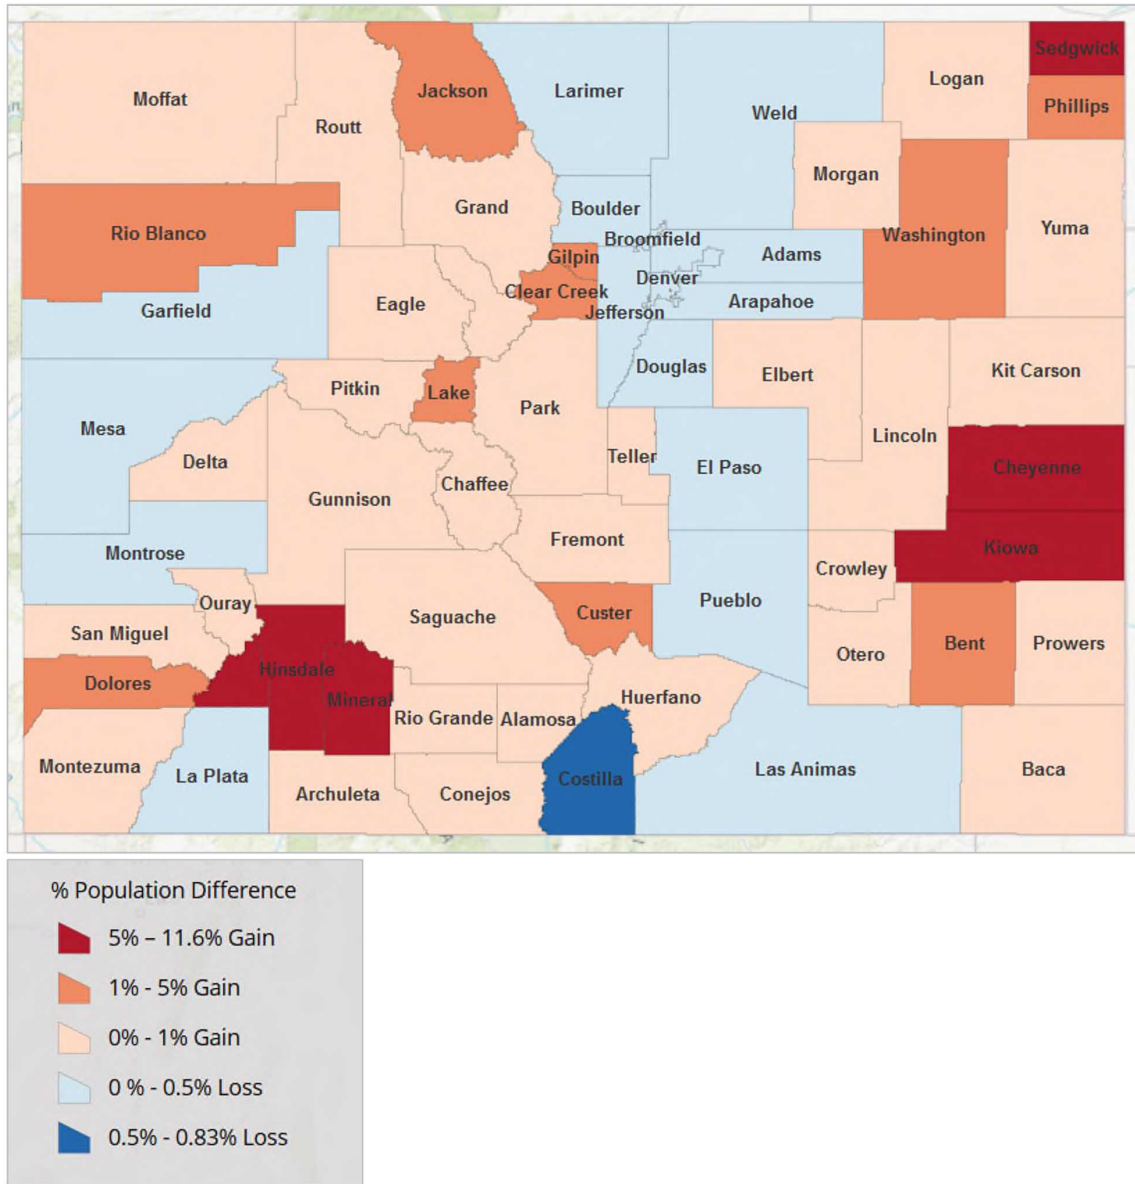 Sedgwick
Logan
Jackson
Larimer
Moffat
Phillips
Weld
Routt
Morgan
Grand
Boulder
Yuma
Rio Blanco
Washington
Broomfield
Adams
Gilpin
Denver
Clear Creek
Eagle
Arapahoe
Garfield
Jefferson
Douglas
Kit Carson
Elbert
Pitkin
Lake
Park
Mesa
Lincoln
Teller
Delta
El Paso
Cheyenne
Chaffee
Gunnison
Fremont
Kiowa
Montrose
Crowley
Pueblo
Ouray
Custer
Saguache
San Miguel
Bent
Prowers
Otero
Hinsdale
Dolores
Huerfano
Mineral
Rio Grande
Alamosa
Montezuma
La Plata
Costilla
Las Animas
Baca
Archuleta
Conejos
% Population Difference
5% – 11.6% Gain
1% - 5% Gain
0% - 1% Gain
0 % - 0.5% Loss
0.5% - 0.83% Loss